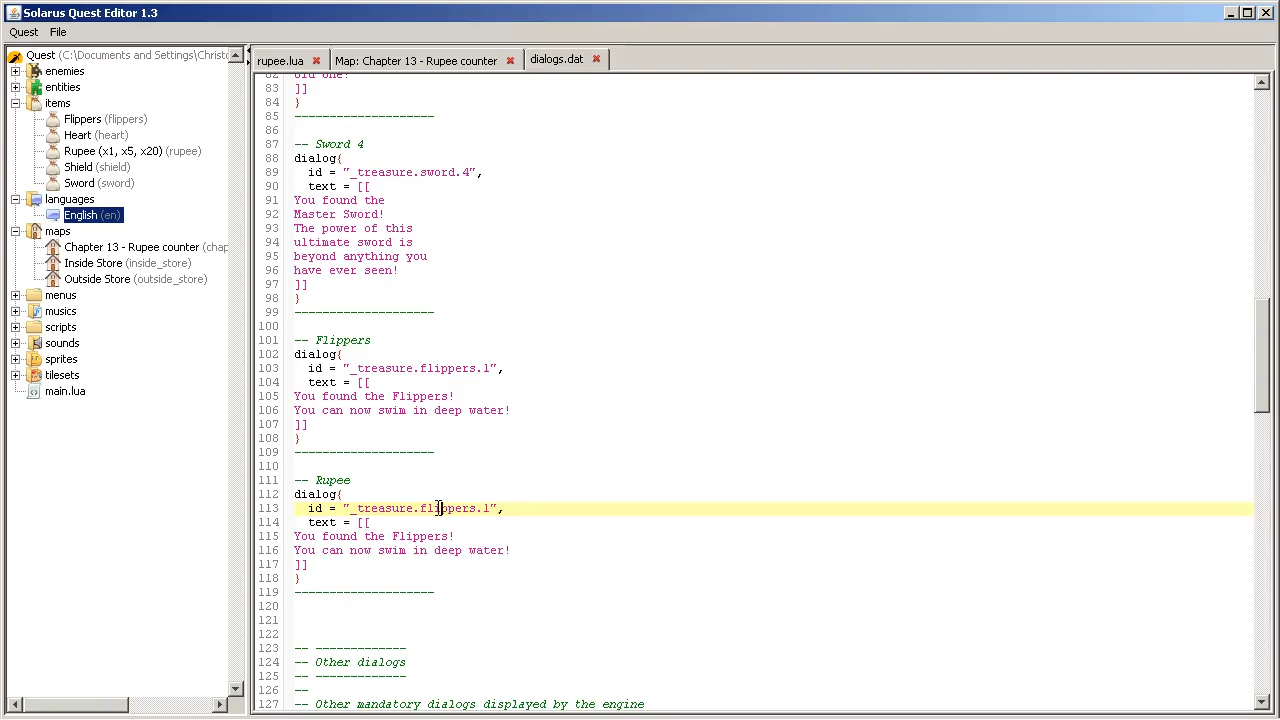 Solarus Quest Editor 1.3
Quest File
Quest (C:\Documents and Settings\Christ
enemies
entities
items
Flippers (flippers)
Heart (heart)
Rupee (x1, x5, x20) (rupee)
Shield (shield)
Sword (sword)
languages
English (en)
maps
Chapter 13 - Rupee counter (chap
Inside Store (inside_store)
Outside Store (outside_store)
menus
musics
scripts
sounds
sprites
tilesets
main.lua
rupee.lua Map: Chapter 13 - Rupee counter dialogs.dat
82 old one!
83 ]]
84 }
85 --------------------
86
87 -- Sword 4
88 dialog{
89 id = "_treasure.sword.4",
90 text = [[
91 You found the
92 Master Sword!
93 The power of this
94 ultimate sword is
95 beyond anything you
96 have ever seen!
97 ]]
98 }
99 --------------------
100
101 -- Flippers
102 dialog{
103 id = "_treasure.flippers.1",
104 text = [[
105 You found the Flippers!
106 You can now swim in deep water!
107 ]]
108 }
109 --------------------
110
111 -- Rupee
112 dialog{
113 id = "_treasure.flippers.1",
114 text = [[
115 You found the Flippers!
116 You can now swim in deep water!
117 ]]
118 }
119 --------------------
120
121
122
123 -- -------------
124 -- Other dialogs
125 -- -------------
126 --
127 -- Other mandatory dialogs displayed by the engine